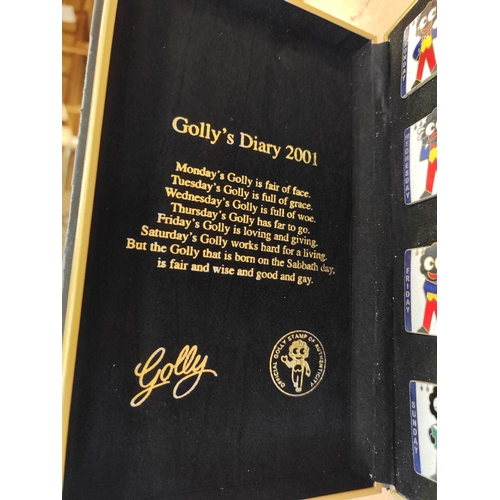 Golly's Diary 2001
Monday's Golly is fair of face.
Tuesday's Golly is full of grace.
Wednesday's Golly is full of woe.
Thursday's Golly has far to go.
Friday's Golly is loving and giving.
Saturday's Golly works hard for a living.
But the Golly that is born on the Sabbath day,
is fair and wise and good and gay.
Golly
OFFICIAL GOLLY STAMP OF AUTHENTICITY
MONDAY
WEDNESDAY
FRIDAY
SUNDAY